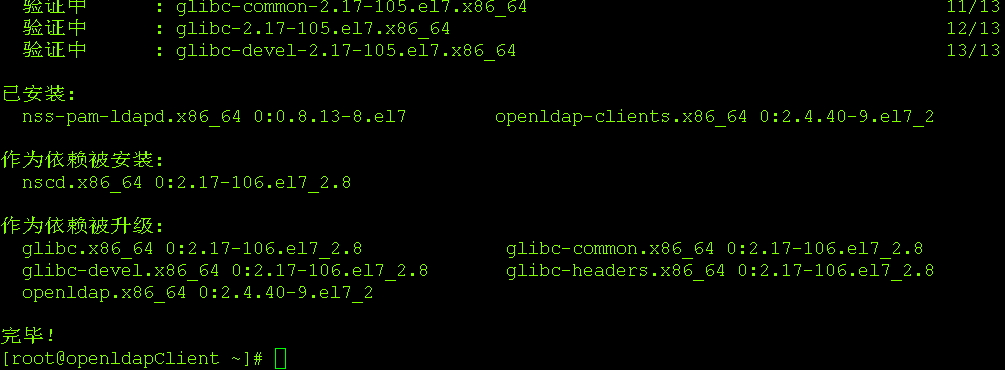 验证中 : glibc-common-2.17-105.el7.x86_64 11/13
验证中 : glibc-2.17-105.el7.x86_64 12/13
验证中 : glibc-devel-2.17-105.el7.x86_64 13/13
已安装:
nss-pam-ldapd.x86_64 0:0.8.13-8.el7 openldap-clients.x86_64 0:2.4.40-9.el7_2
作为依赖被安装:
nscd.x86_64 0:2.17-106.el7_2.8
作为依赖被升级:
glibc.x86_64 0:2.17-106.el7_2.8 glibc-common.x86_64 0:2.17-106.el7_2.8
glibc-devel.x86_64 0:2.17-106.el7_2.8 glibc-headers.x86_64 0:2.17-106.el7_2.8
openldap.x86_64 0:2.4.40-9.el7_2
完毕!
[root@openldapClient ~]#